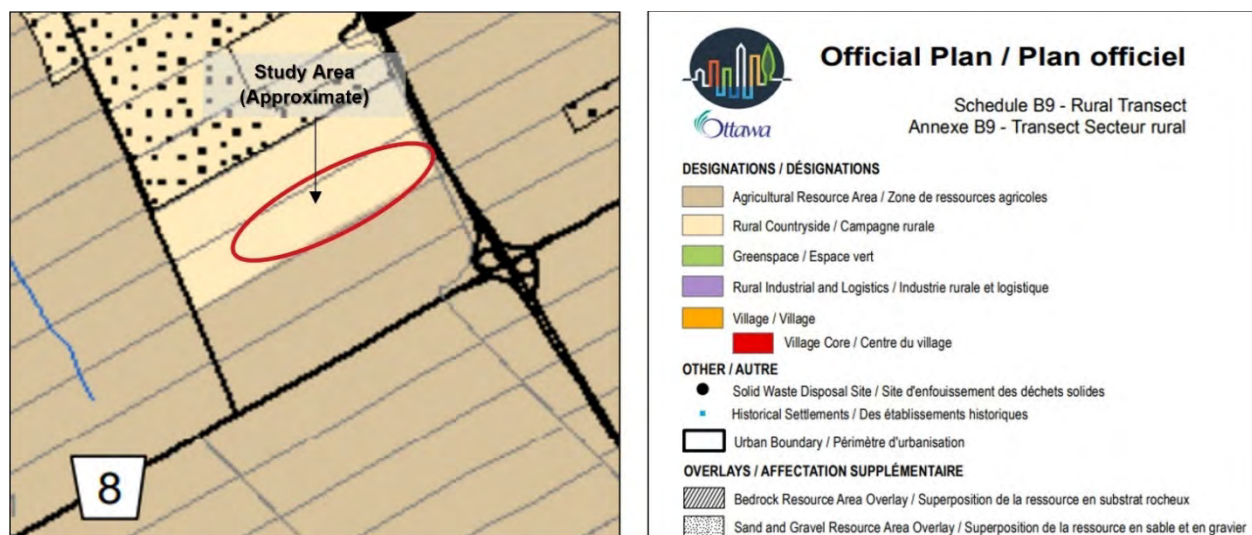 Study Area
(Approximate)
8
Ottawa
Official Plan / Plan officiel
Schedule B9 - Rural Transect
Annexe B9 - Transect Secteur rural
DESIGNATIONS / DÉSIGNATIONS
Agricultural Resource Area / Zone de ressources agricoles
Rural Countryside / Campagne rurale
Greenspace / Espace vert
Rural Industrial and Logistics / Industrie rurale et logistique
Village / Village
Village Core / Centre du village
OTHER / AUTRE
Solid Waste Disposal Site / Site d'enfouissement des déchets solides
Historical Settlements / Des établissements historiques
Urban Boundary / Périmètre d'urbanisation
OVERLAYS / AFFECTATION SUPPLÉMENTAIRE
Bedrock Resource Area Overlay / Superposition de la ressource en substrat rocheux
Sand and Gravel Resource Area Overlay / Superposition de la ressource en sable et en gravier